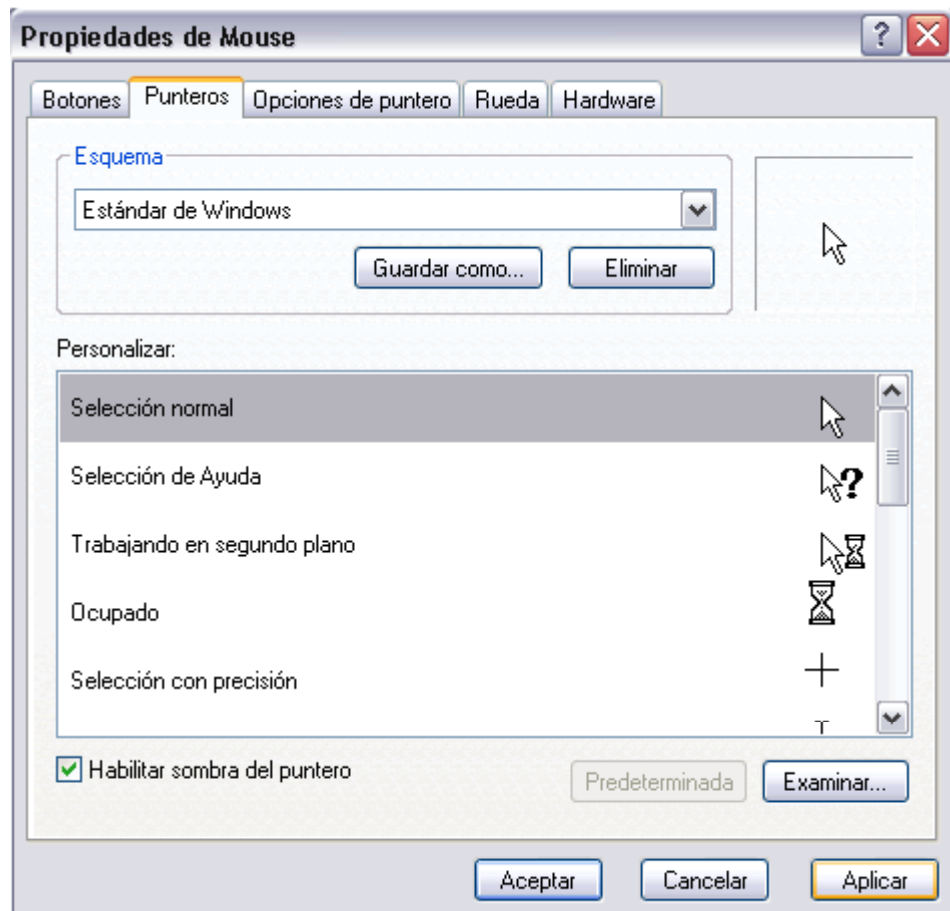 Propiedades de Mouse
Botones Punteros Opciones de puntero Rueda Hardware
Esquema
Estándar de Windows
Guardar como... Eliminar
Personalizar:
Selección normal
Selección de Ayuda
Trabajando en segundo plano
Ocupado
Selección con precisión
Habilitar sombra del puntero
Predeterminada Examinar...
Aceptar Cancelar Aplicar